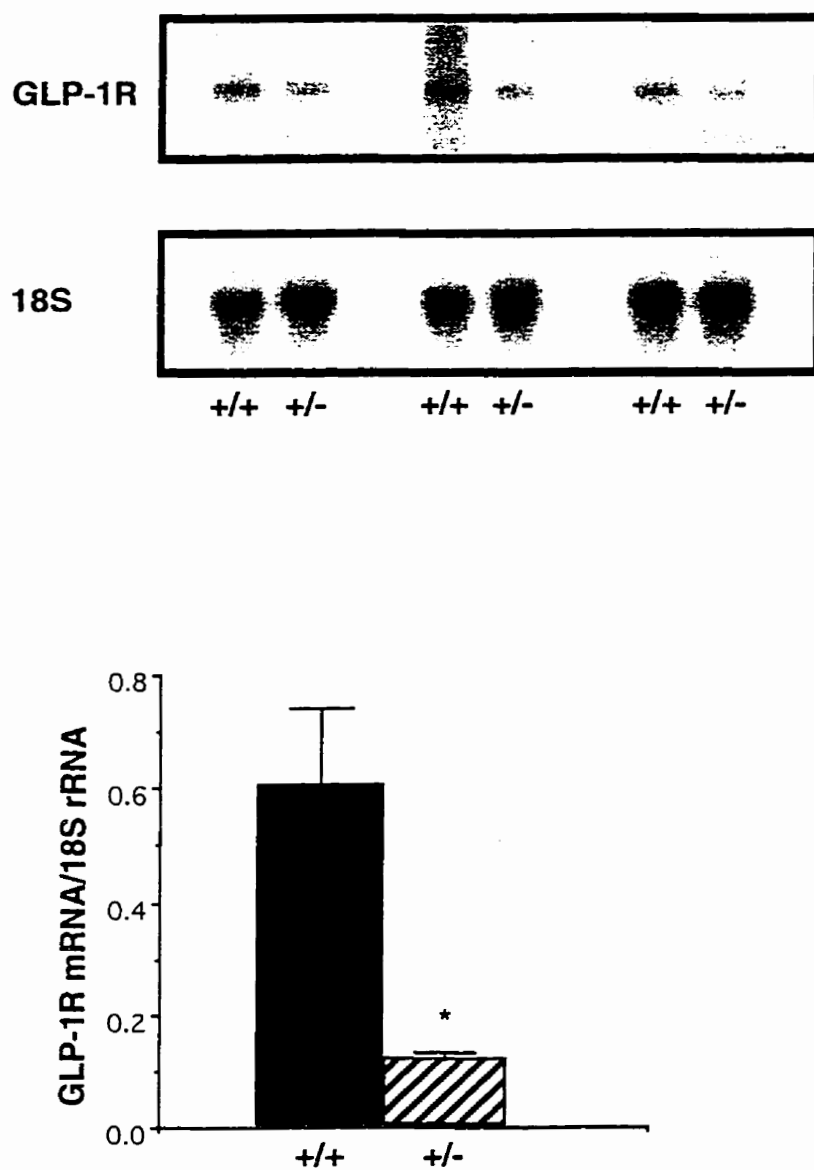 GLP-1R
18S
+/+ +/- +/+ +/- +/+ +/-
GLP-1R mRNA/18S rRNA
0.8
0.6
0.4
0.2
0.0
*
+/+ +/-